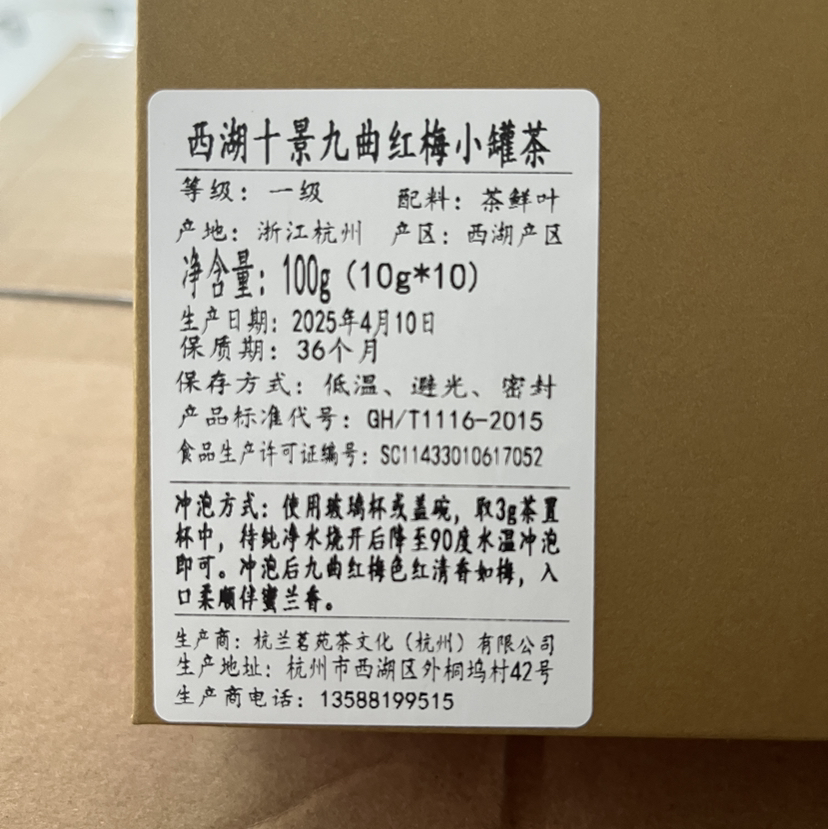 西湖十景九曲红梅小罐茶
等级：一级 配料：茶鲜叶
产地：浙江杭州 产区：西湖产区
净含量：100g（10g*10）
生产日期：2025年4月10日
保质期：36个月
保存方式：低温、避光、密封
产品标准代号：GH/T1116-2015
食品生产许可证编号：SC11433010617052
冲泡方式：使用玻璃杯或盖碗，取3g茶置
杯中，待纯净水烧开后降至90度水温冲泡
即可。冲泡后九曲红梅色红清香如梅，入
口柔顺伴蜜兰香。
生产商：杭兰茗苑茶文化（杭州）有限公司
生产地址：杭州市西湖区外桐坞村42号
生产商电话：13588199515